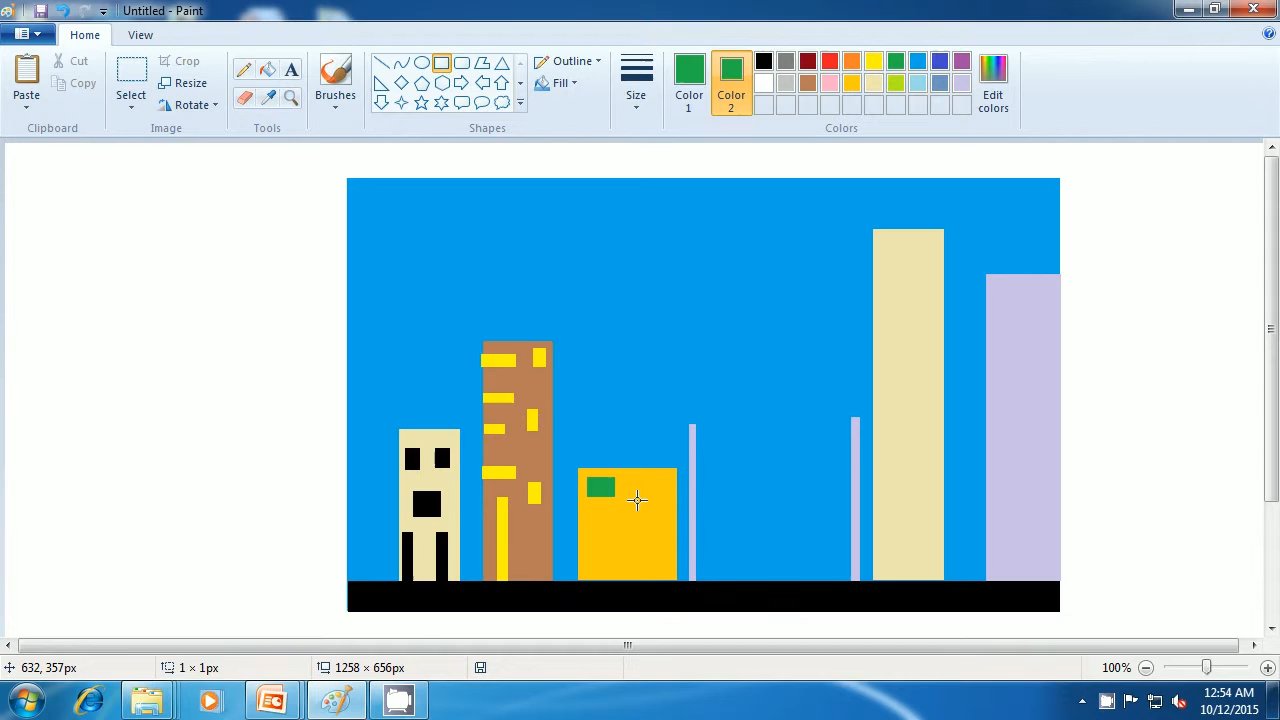 Untitled - Paint
Home View
Cut
Copy
Paste
Clipboard
Select
Crop
Resize
Rotate
Image
A
Tools
Brushes
Outline
Fill
Shapes
Size
Color 1
Color 2
Edit colors
Colors
632, 357px
1 × 1px
1258 × 656px
100%
12:54 AM
10/12/2015